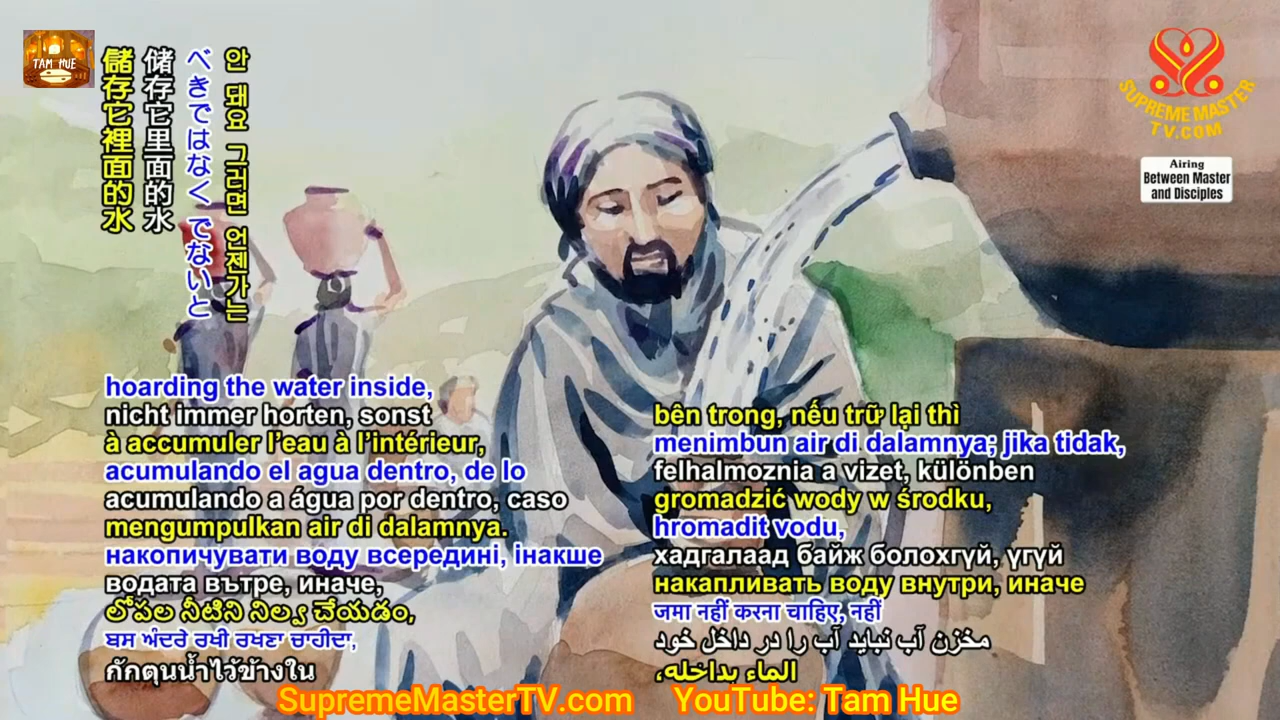 TAM HUE
儲存它裡面的水
储存它里面的水
べきではなく でないと
안 돼요 그러면 언젠가는
SUPREME MASTER
TV.COM
Airing
Between Master
and Disciples
hoarding the water inside,
nicht immer horten, sonst
à accumuler l’eau à l’intérieur,
acumulando el agua dentro, de lo
acumulando a água por dentro, caso
mengumpulkan air di dalamnya.
накопичувати воду всередині, інакше
водата вътре, иначе,
లోపల నీటిని నిల్వ చేయడం,
ਬਸ ਅੰਦਰੇ ਰਖੀ ਰਖਣਾ ਚਾਹੀਦਾ,
กักตุนน้ำไว้ข้างใน
bên trong, nếu trữ lại thì
menimbun air di dalamnya; jika tidak,
felhalmoznia a vizet, különben
gromadzić wody w środku,
hromadit vodu,
хадгалаад байж болохгүй, үгүй
накапливать воду внутри, иначе
जमा नहीं करना चाहिए, नहीं
مخزن آب نباید آب را در داخل خود
الماء بداخله،
SupremeMasterTV.com YouTube: Tam Hue